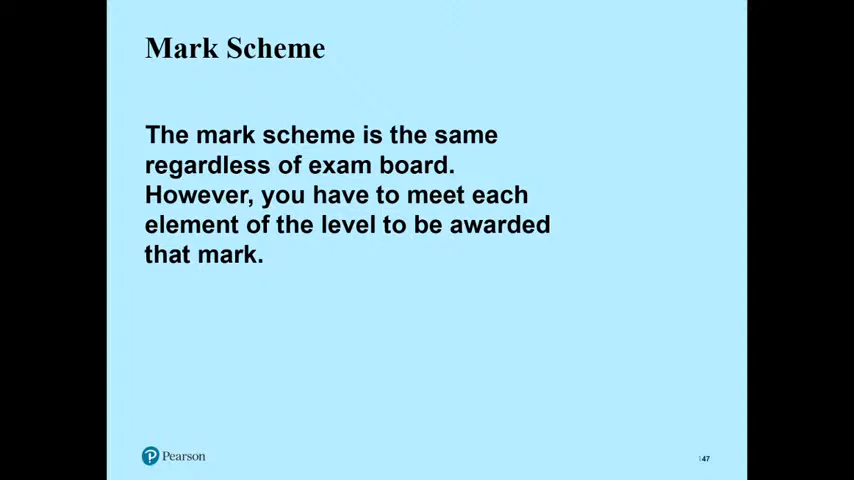 Mark Scheme
The mark scheme is the same
regardless of exam board.
However, you have to meet each
element of the level to be awarded
that mark.
Pearson
147